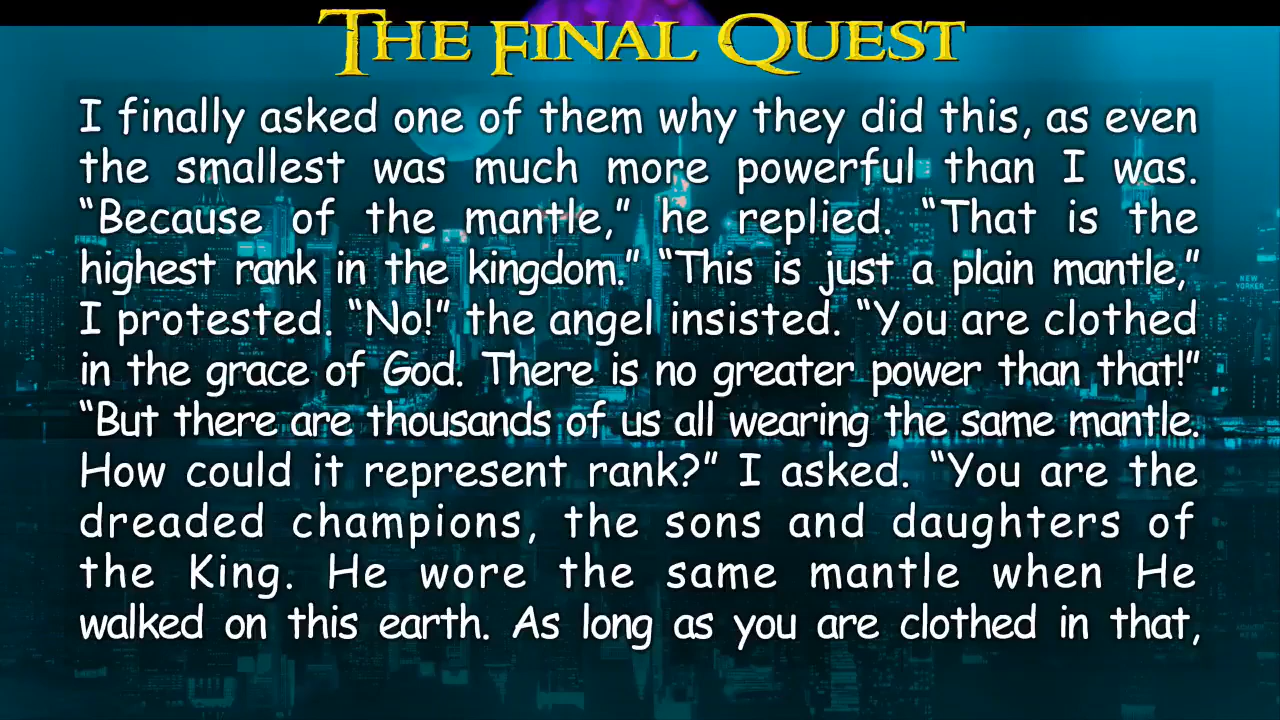 THE FINAL QUEST
I finally asked one of them why they did this, as even
the smallest was much more powerful than I was.
“Because of the mantle,” he replied. “That is the
highest rank in the kingdom.” “This is just a plain mantle,”
I protested. “No!” the angel insisted. “You are clothed
in the grace of God. There is no greater power than that!”
“But there are thousands of us all wearing the same mantle.
How could it represent rank?” I asked. “You are the
dreaded champions, the sons and daughters of
the King. He wore the same mantle when He
walked on this earth. As long as you are clothed in that,
NEW
YORKER